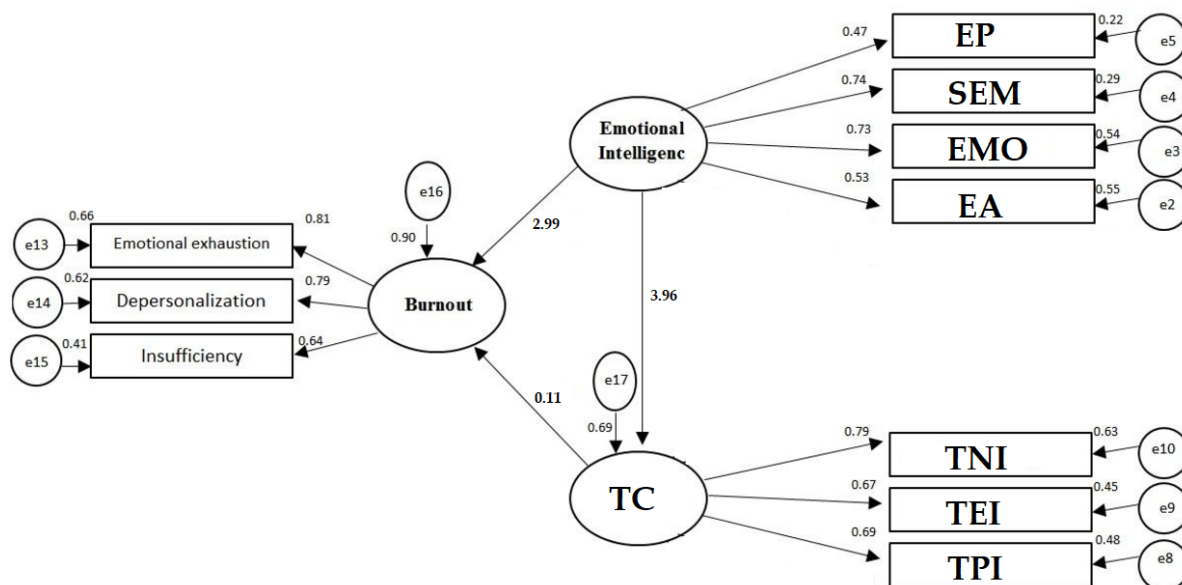 0.47
EP
0.22
e5
0.74
SEM
0.29
e4
Emotional
Intelligenc
0.73
EMO
0.54
e3
0.53
EA
0.55
e2
e16
0.90
2.99
0.66
e13
Emotional exhaustion
0.81
0.62
e14
Depersonalization
0.79
Burnout
0.41
e15
Insufficiency
0.64
3.96
0.11
e17
0.69
TC
0.79
TNI
0.63
e10
0.67
TEI
0.45
e9
0.69
TPI
0.48
e8